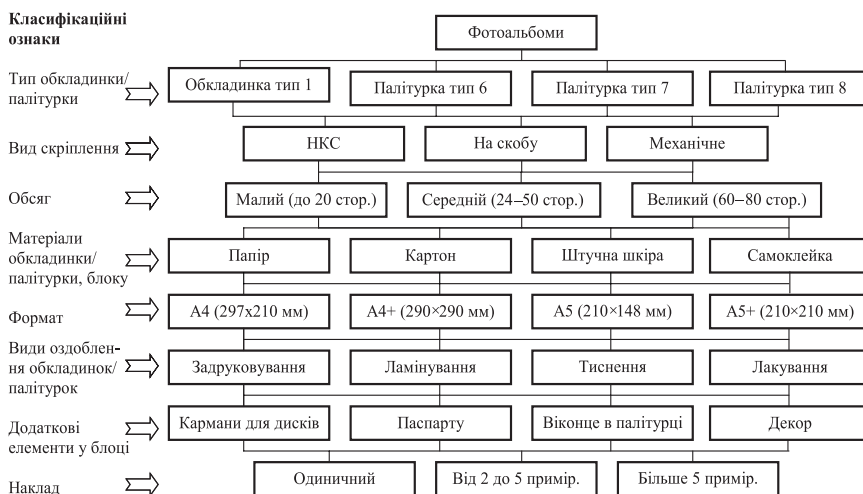 Класифікаційні
ознаки
Фотоальбоми
Тип обкладинки/
палітурки
Обкладинка тип 1
Палітурка тип 6
Палітурка тип 7
Палітурка тип 8
Вид скріплення
НКС
На скобу
Механічне
Обсяг
Малий (до 20 стор.)
Середній (24–50 стор.)
Великий (60–80 стор.)
Матеріали
обкладинки/
палітурки, блоку
Папір
Картон
Штучна шкіра
Самоклейка
Формат
А4 (297х210 мм)
А4+ (290×290 мм)
А5 (210×148 мм)
А5+ (210×210 мм)
Види оздоблен-
ня обкладинок/
палітурок
Задруковування
Ламінування
Тиснення
Лакування
Додаткові
елементи у блоці
Кармани для дисків
Паспарту
Віконце в палітурці
Декор
Наклад
Одиничний
Від 2 до 5 примір.
Більше 5 примір.